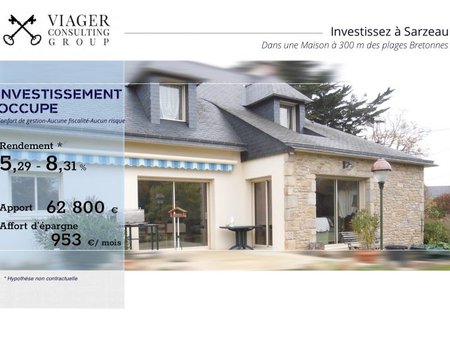 VIAGER
CONSULTING
GROUP
Investissez à Sarzeau
Dans une Maison à 300 m des plages Bretonnes
INVESTISSEMENT
OCCUPE
Confort de gestion-Aucune fiscalité-Aucun risque
Rendement *
5,29 - 8,31 %
Apport 62 800 €
Affort d'épargne
953 €/ mois
* Hypothése non contractuelle